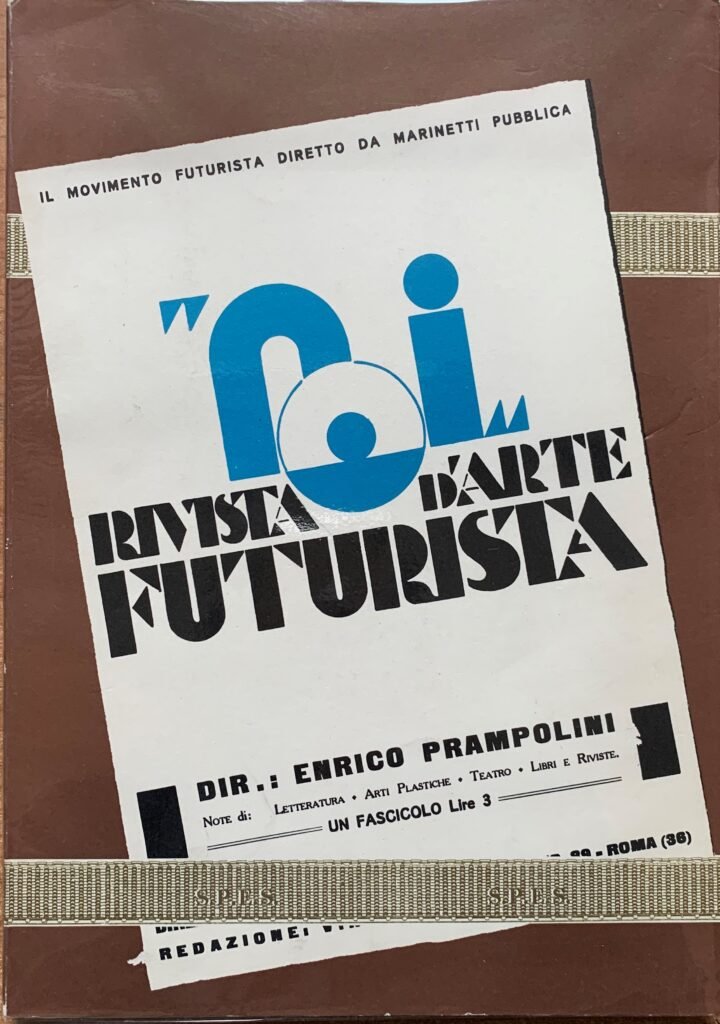 IL MOVIMENTO FUTURISTA DIRETTO DA MARINETTI PUBBLICA
"noi"
RIVISTA D'ARTE
FUTURISTA
DIR.: ENRICO PRAMPOLINI
NOTE di: LETTERATURA • ARTI PLASTICHE • TEATRO • LIBRI E RIVISTE.
UN FASCICOLO Lire 3
- ROMA (36)
S.P.E.S. S.P.E.S.
REDAZIONE: